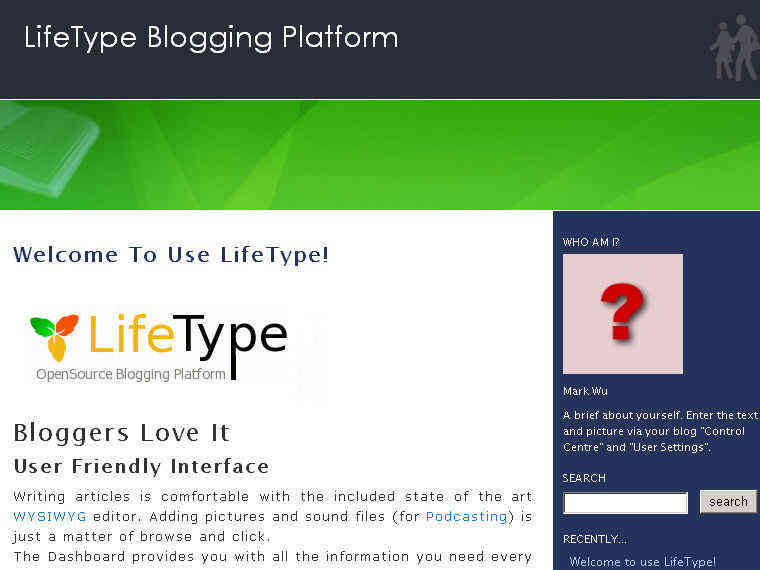 LifeType Blogging Platform
Welcome To Use LifeType!
LifeType
OpenSource Blogging Platform
Bloggers Love It
User Friendly Interface
Writing articles is comfortable with the included state of the art
WYSIWYG editor. Adding pictures and sound files (for Podcasting) is
just a matter of browse and click.
The Dashboard provides you with all the information you need every
WHO AM I?
?
Mark Wu
A brief about yourself. Enter the text
and picture via your blog "Control
Centre" and "User Settings".
SEARCH
search
RECENTLY...
Welcome to use LifeType!